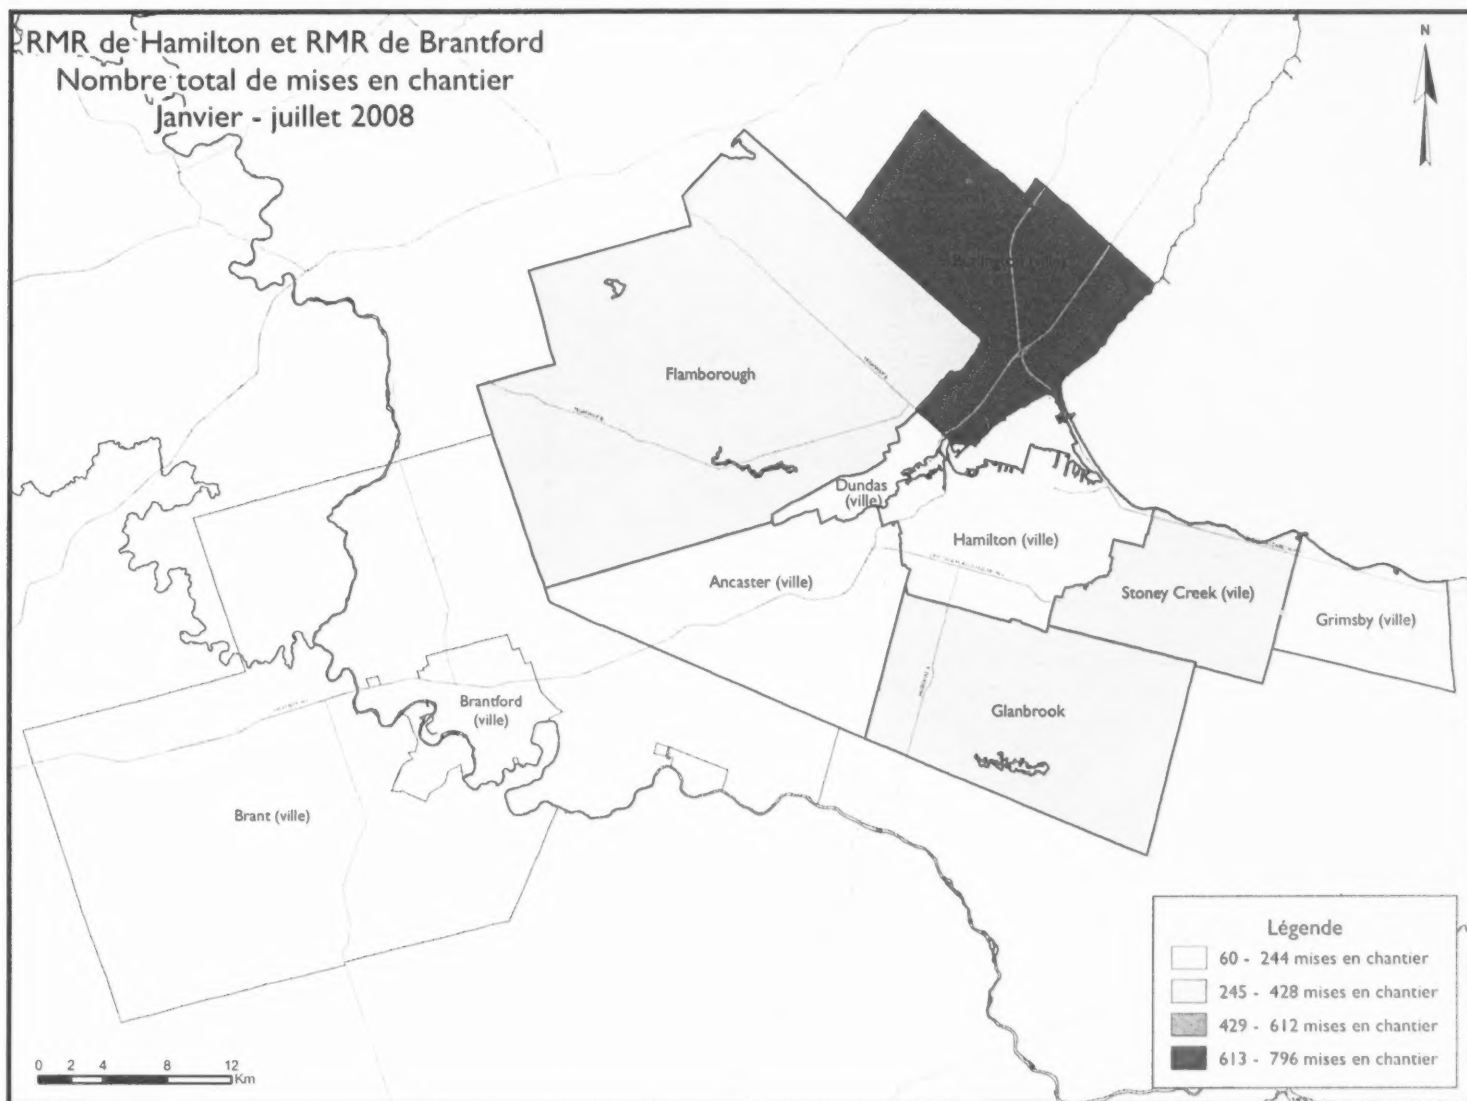 RMR de Hamilton et RMR de Brantford
Nombre total de mises en chantier
Janvier - juillet 2008
N
Burlington (ville)
Flamborough
Dundas
(ville)
Hamilton (ville)
Ancaster (ville)
Stoney Creek (vile)
Grimsby (ville)
Brantford
(ville)
Glanbrook
Brant (ville)
Légende
60 - 244 mises en chantier
245 - 428 mises en chantier
429 - 612 mises en chantier
613 - 796 mises en chantier
0 2 4 8 12
Km